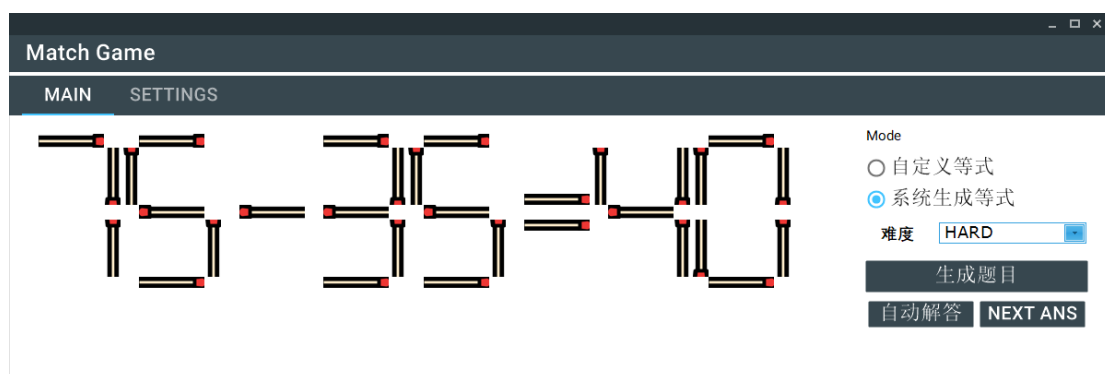 Match Game
MAIN SETTINGS
75-35=40
Mode
自定义等式
系统生成等式
难度 HARD
生成题目
自动解答 NEXT ANS